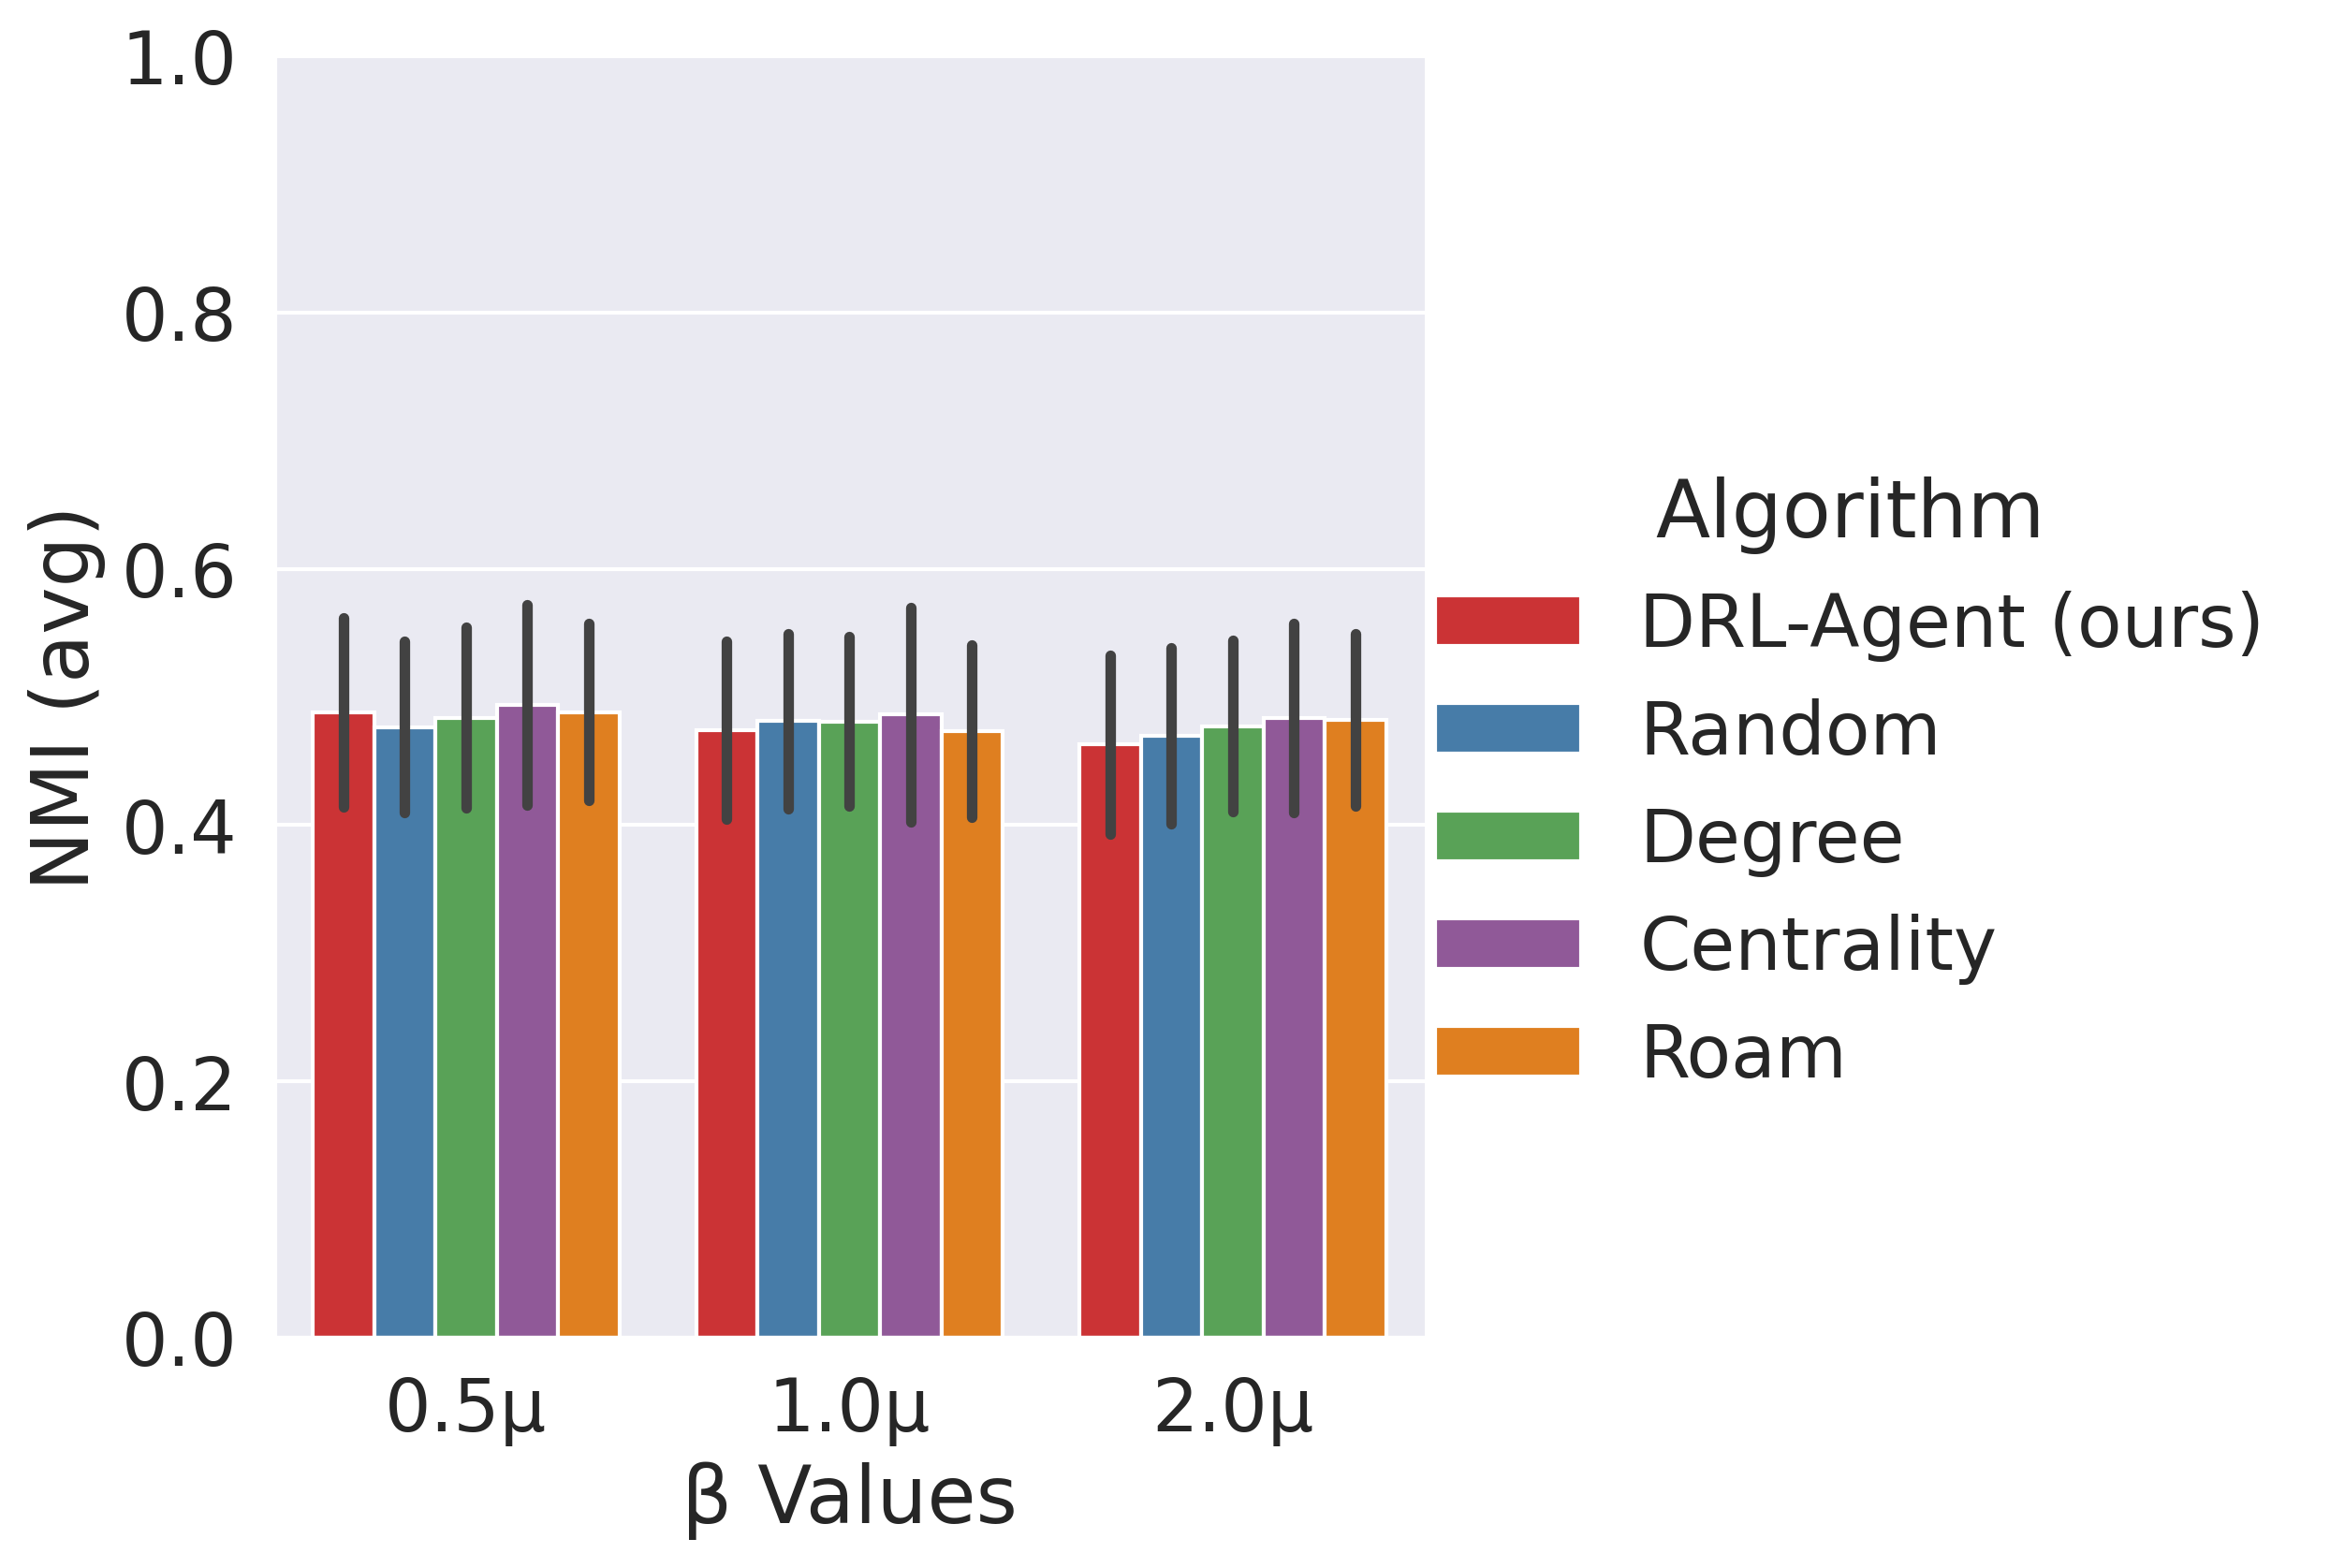 NMI (avg)
1.0
0.8
0.6
0.4
0.2
0.0
0.5μ
1.0μ
2.0μ
β Values
Algorithm
DRL-Agent (ours)
Random
Degree
Centrality
Roam